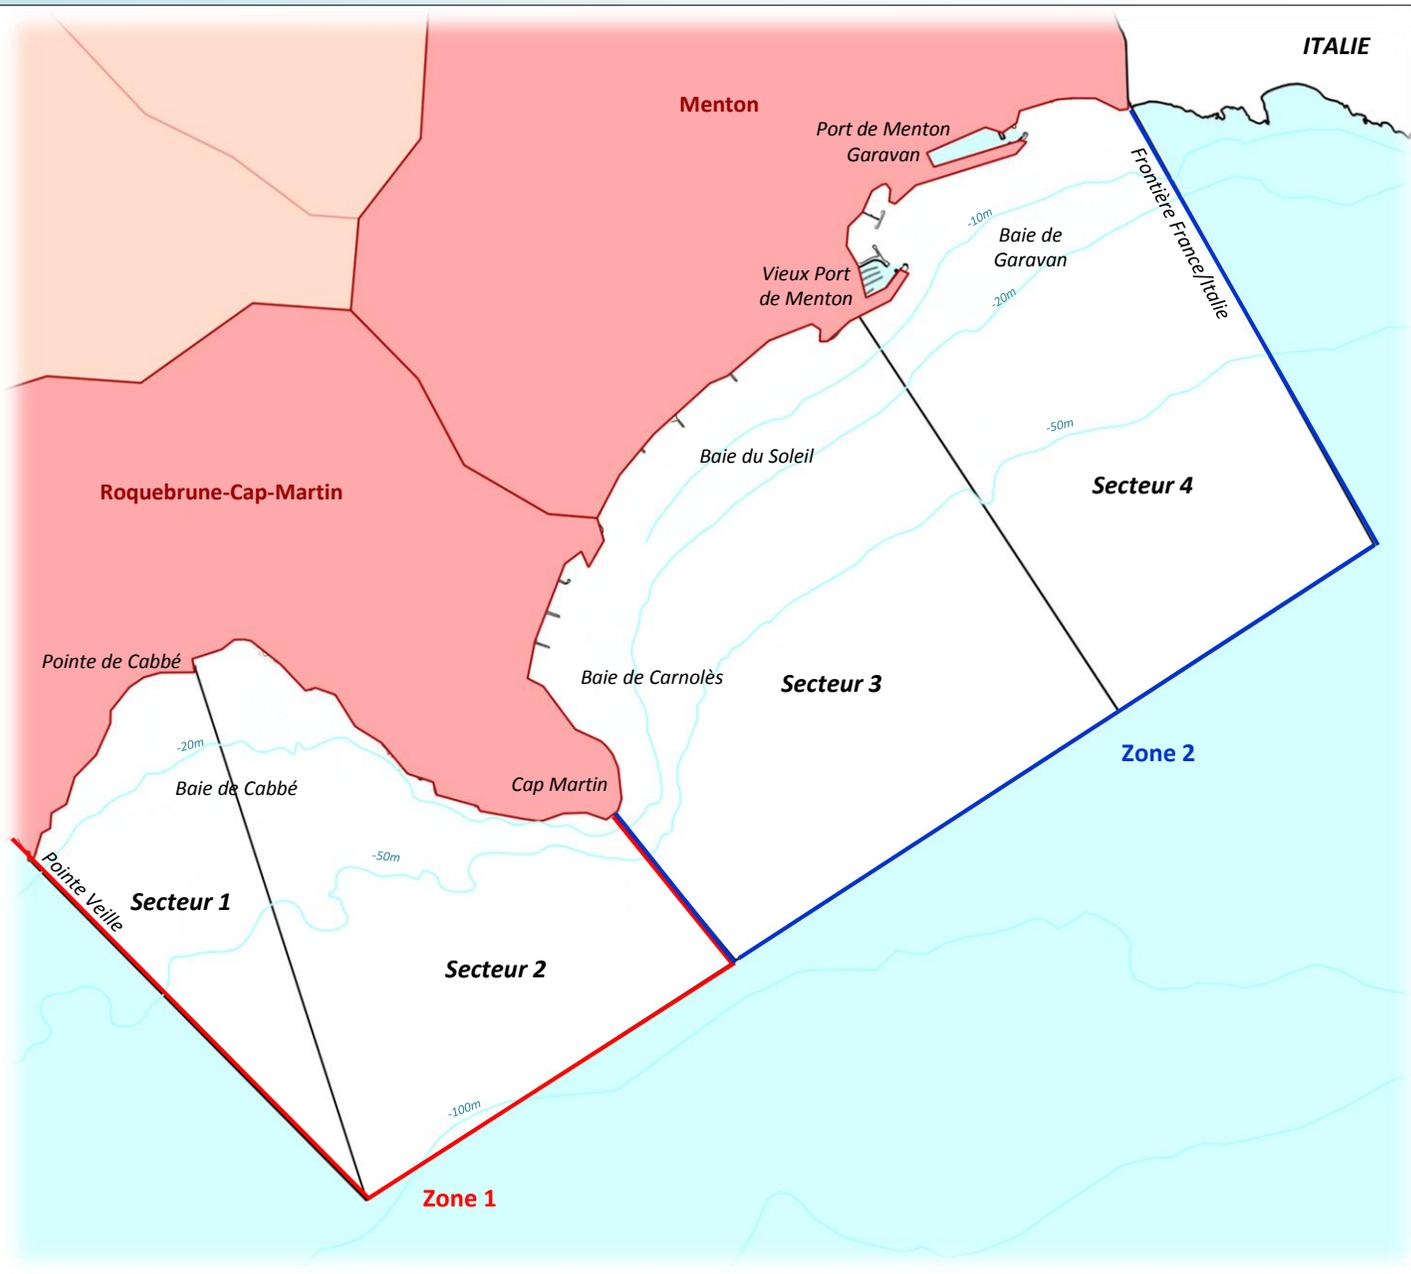 ITALIE
Menton
Port de Menton
Garavan
Frontière France/Italie
-10m
Baie de
Garavan
Vieux Port
de Menton
-20m
-50m
Baie du Soleil
Secteur 4
Roquebrune-Cap-Martin
Pointe de Cabbé
Baie de Carnolès
Secteur 3
-20m
Zone 2
Baie de Cabbé
Cap Martin
-50m
Pointe Veille
Secteur 1
Secteur 2
-100m
Zone 1